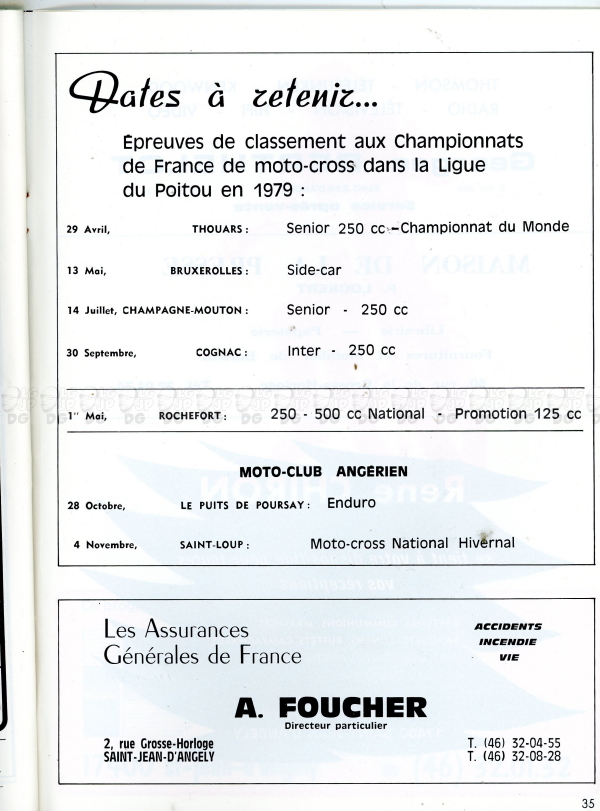 Dates à retenir...
Épreuves de classement aux Championnats
de France de moto-cross dans la Ligue
du Poitou en 1979 :
29 Avril, THOUARS : Senior 250 cc - Championnat du Monde
13 Mai, BRUXEROLLES : Side-car
14 Juillet, CHAMPAGNE-MOUTON : Senior - 250 cc
30 Septembre, COGNAC : Inter - 250 cc
1er Mai, ROCHEFORT : 250 - 500 cc National - Promotion 125 cc
MOTO-CLUB ANGÉRIEN
28 Octobre, LE PUITS DE POURSAY : Enduro
4 Novembre, SAINT-LOUP : Moto-cross National Hivernal
Les Assurances
Générales de France
ACCIDENTS
INCENDIE
VIE
A. FOUCHER
Directeur particulier
2, rue Grosse-Horloge
SAINT-JEAN-D'ANGELY
T. (46) 32-04-55
T. (46) 32-08-28
35